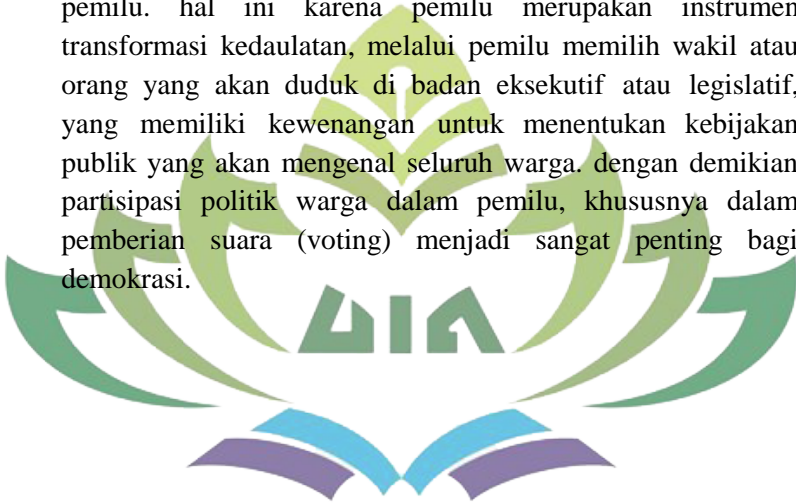 pemilu. hal ini karena pemilu merupakan instrumen
transformasi kedaulatan, melalui pemilu memilih wakil atau
orang yang akan duduk di badan eksekutif atau legislatif,
yang memiliki kewenangan untuk menentukan kebijakan
publik yang akan mengenal seluruh warga. dengan demikian
partisipasi politik warga dalam pemilu, khususnya dalam
pemberian suara (voting) menjadi sangat penting bagi
demokrasi.
UIN